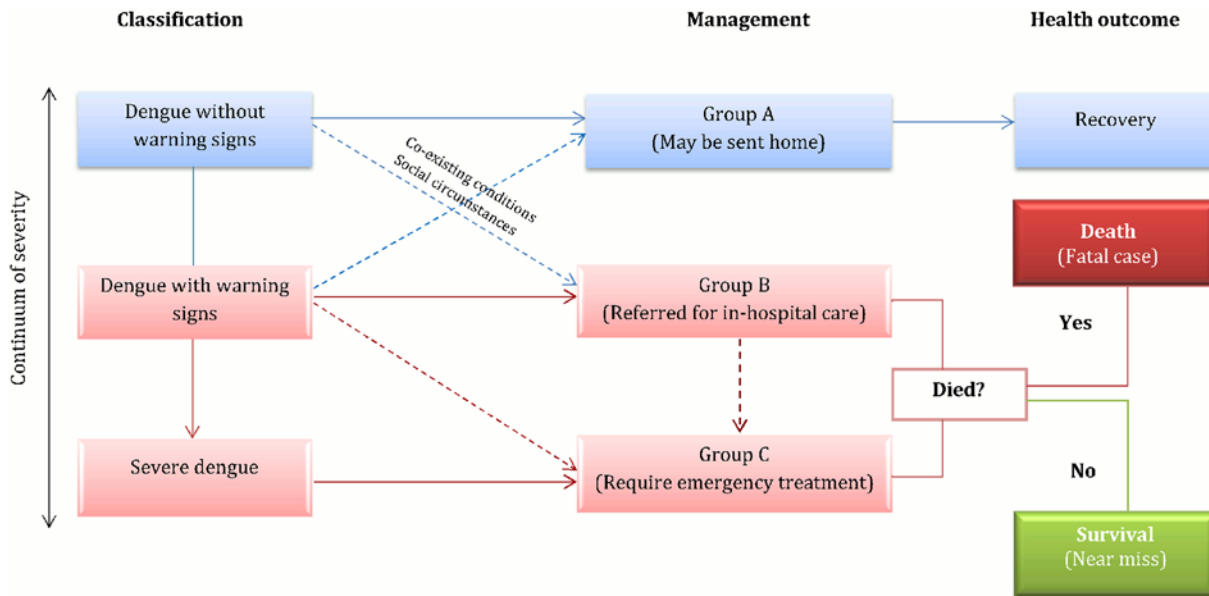 Classification
Management
Health outcome
Continuum of severity
Dengue without
warning signs
Group A
(May be sent home)
Recovery
Co-existing conditions
Social circumstances
Death
(Fatal case)
Dengue with warning
signs
Group B
(Referred for in-hospital care)
Yes
Died?
Severe dengue
Group C
(Require emergency treatment)
No
Survival
(Near miss)